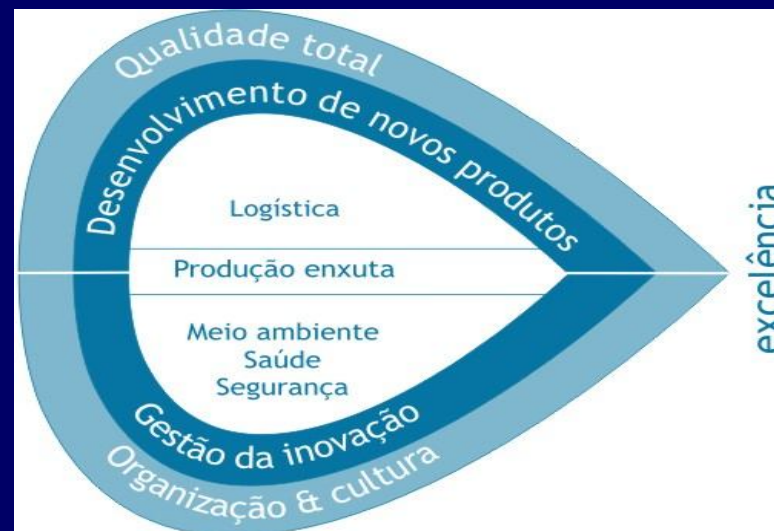 Qualidade total
Desenvolvimento de novos produtos
Logística
Produção enxuta
Meio ambiente
Saúde
Segurança
Gestão da inovação
Organização & cultura
excelência